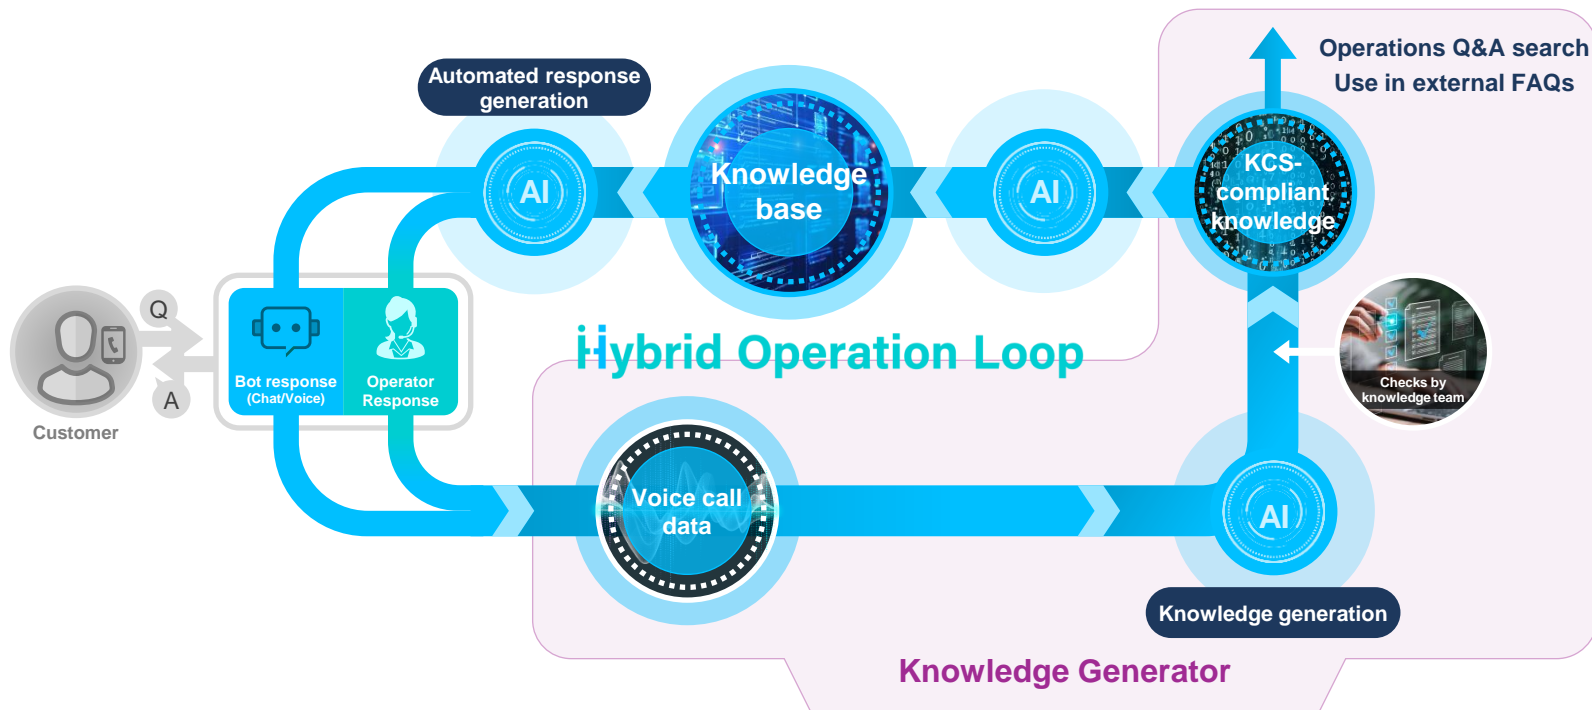 Operations Q&A search
Use in external FAQs
Automated response
generation
AI
Knowledge
base
AI
KCS-
compliant
knowledge
Q
A
Customer
Bot response
(Chat/Voice)
Operator
Response
Hybrid Operation Loop
Checks by
knowledge team
Voice call
data
AI
Knowledge generation
Knowledge Generator